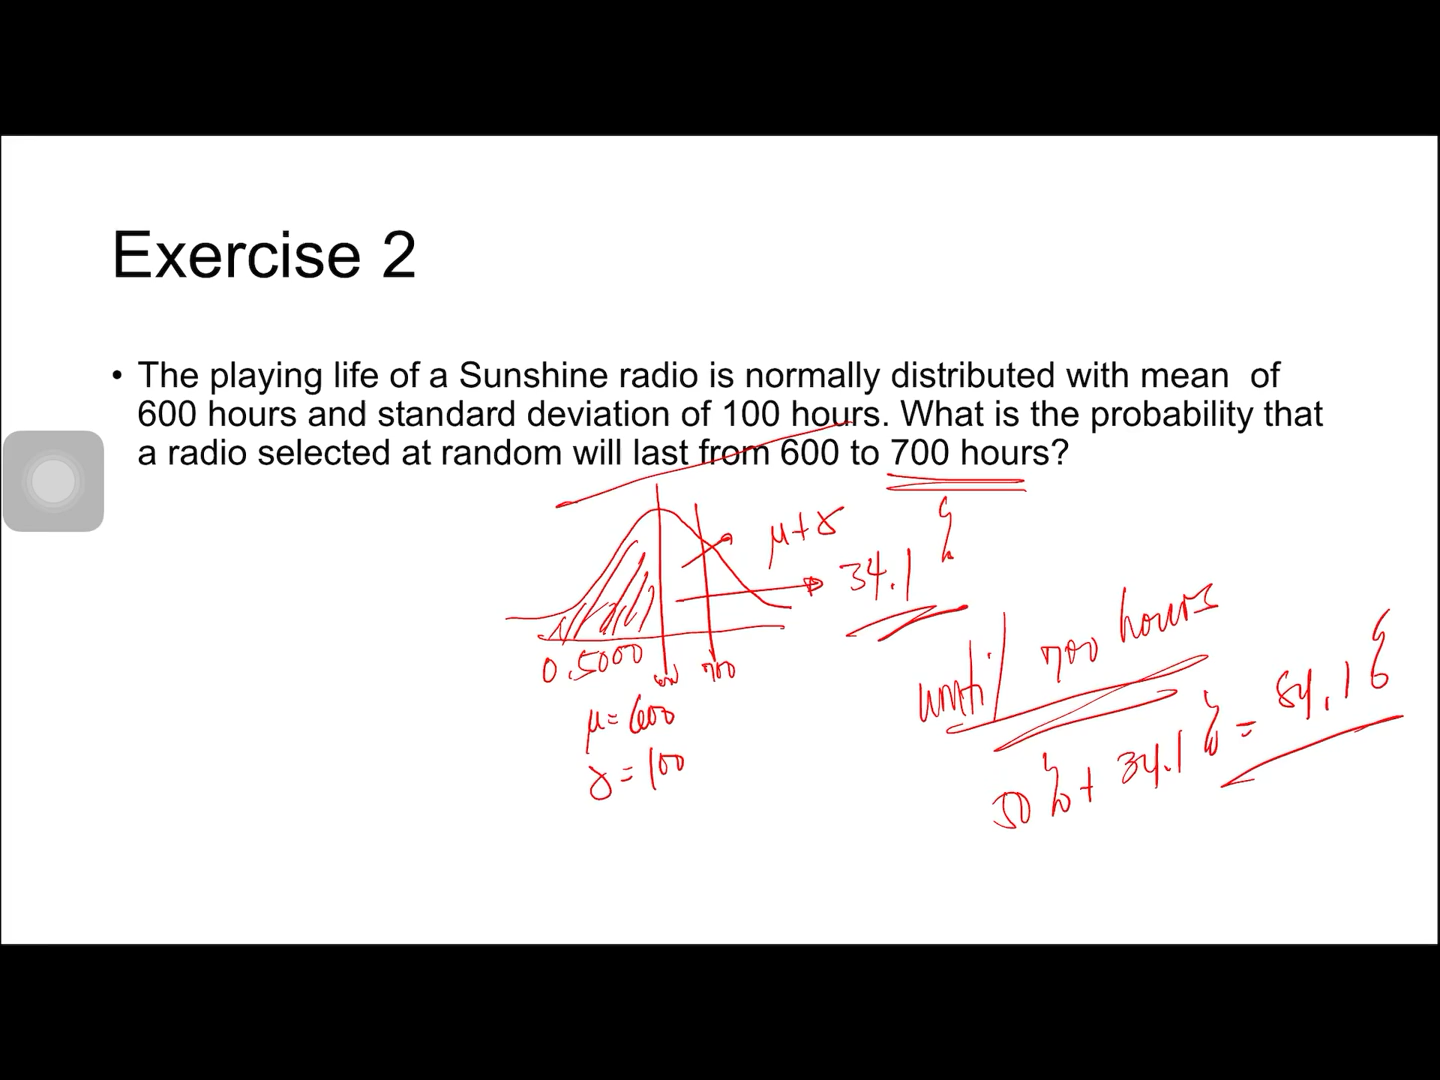 Exercise 2
• The playing life of a Sunshine radio is normally distributed with mean of
600 hours and standard deviation of 100 hours. What is the probability that
a radio selected at random will last from 600 to 700 hours?
μ+γ
34.1 %
0.5000
600
700
μ=600
γ=100
until 700 hours
50%+ 34.1% = 84.1%